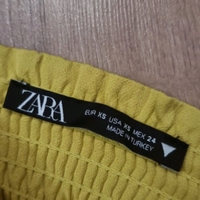 ZARA
EUR XS USA XS MEX 24
MADE IN TURKEY